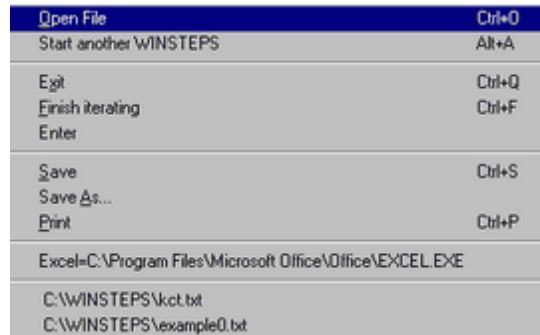 Open File Ctrl+O
Start another WINSTEPS Alt+A
Exit Ctrl+Q
Finish iterating Ctrl+F
Enter
Save Ctrl+S
Save As...
Print Ctrl+P
Excel=C:\Program Files\Microsoft Office\Office\EXCEL.EXE
C:\WINSTEPS\kct.txt
C:\WINSTEPS\example0.txt